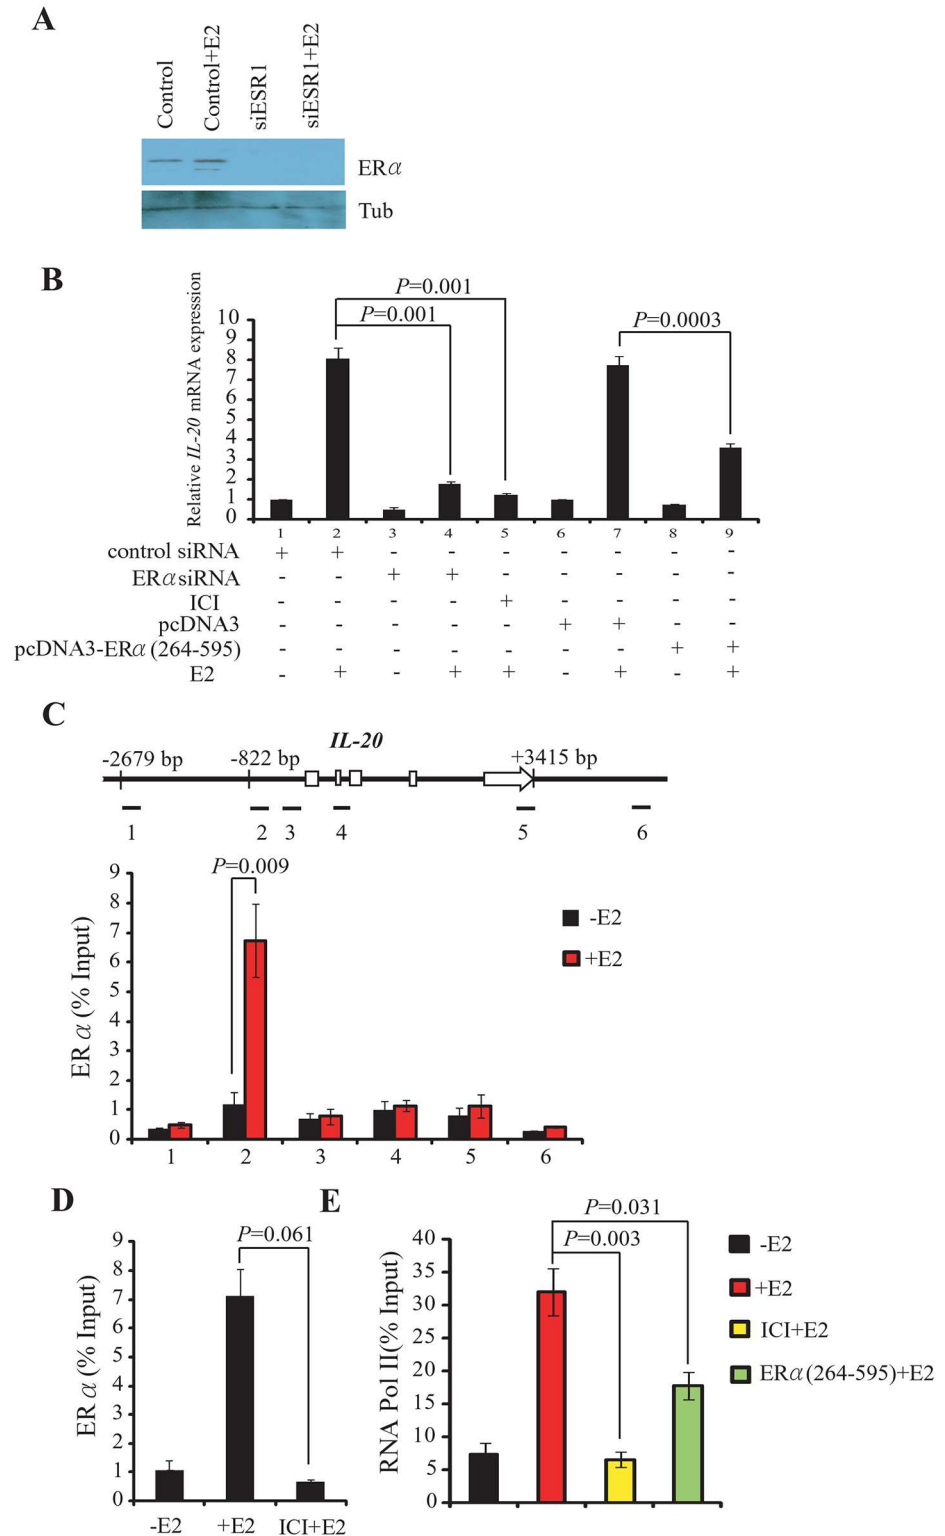 A
Control
Control+E2
siESR1
siESR1+E2
ERα
Tub
B
Relative IL-20 mRNA expression
P=0.001
P=0.001
P=0.0003
10
9
8
7
6
5
4
3
2
1
0
1 2 3 4 5 6 7 8 9
control siRNA + + - - - - - - -
ERα siRNA - - + + - - - - -
ICI - - - - + - - - -
pcDNA3 - - - - - + + - -
pcDNA3-ERα (264-595) - - - - - - - + +
E2 - + - + + - + - +
C
IL-20
-2679 bp -822 bp +3415 bp
1 2 3 4 5 6
P=0.009
ERα (% Input)
9
8
7
6
5
4
3
2
1
0
-E2
+E2
1 2 3 4 5 6
D
P=0.061
ERα (% Input)
9
8
7
6
5
4
3
2
1
0
-E2 +E2 ICI+E2
E
P=0.031
P=0.003
RNA Pol II(% Input)
40
35
30
25
20
15
10
5
0
-E2
+E2
ICI+E2
ERα(264-595)+E2